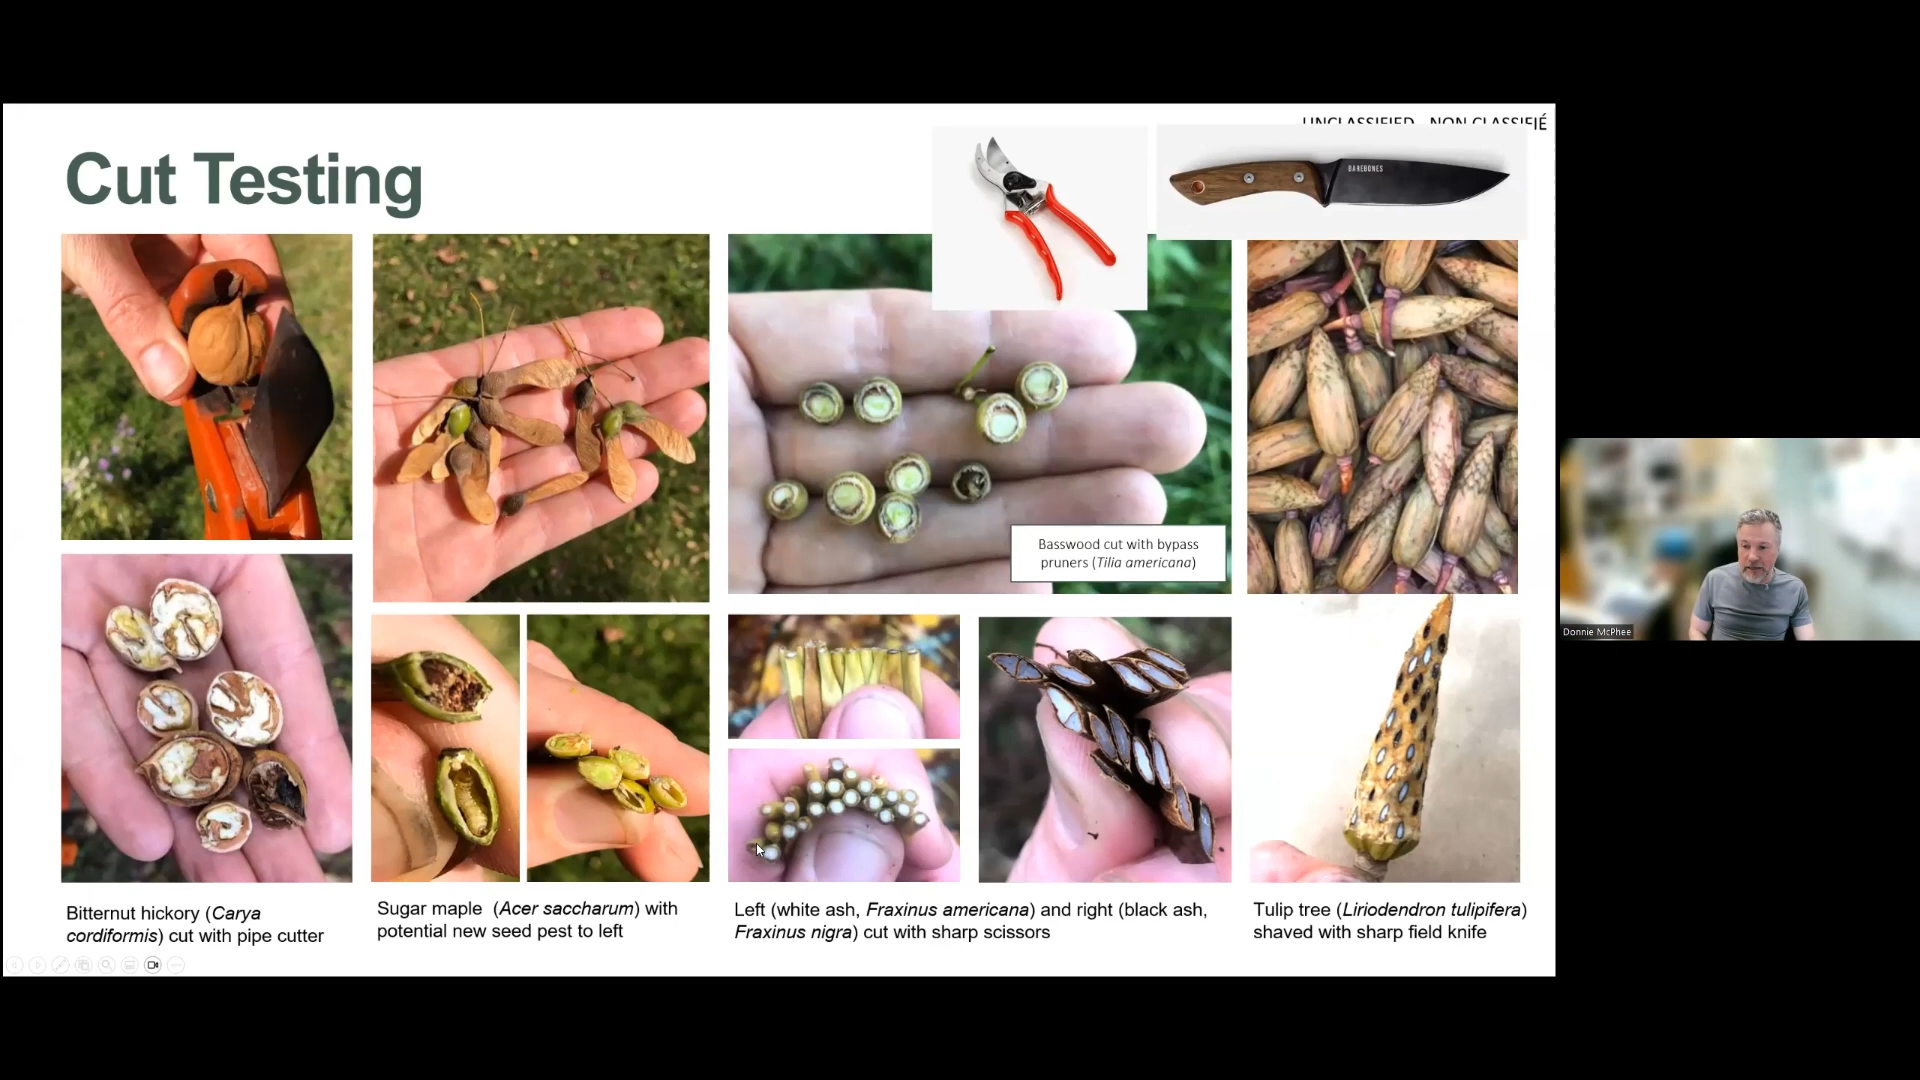 UNCLASSIFIED - NON CLASSIFIÉ
Cut Testing
BAREBONES
Basswood cut with bypass
pruners (Tilia americana)
Bitternut hickory (Carya
cordiformis) cut with pipe cutter
Sugar maple (Acer saccharum) with
potential new seed pest to left
Left (white ash, Fraxinus americana) and right (black ash,
Fraxinus nigra) cut with sharp scissors
Tulip tree (Liriodendron tulipifera)
shaved with sharp field knife
Donnie McPhee